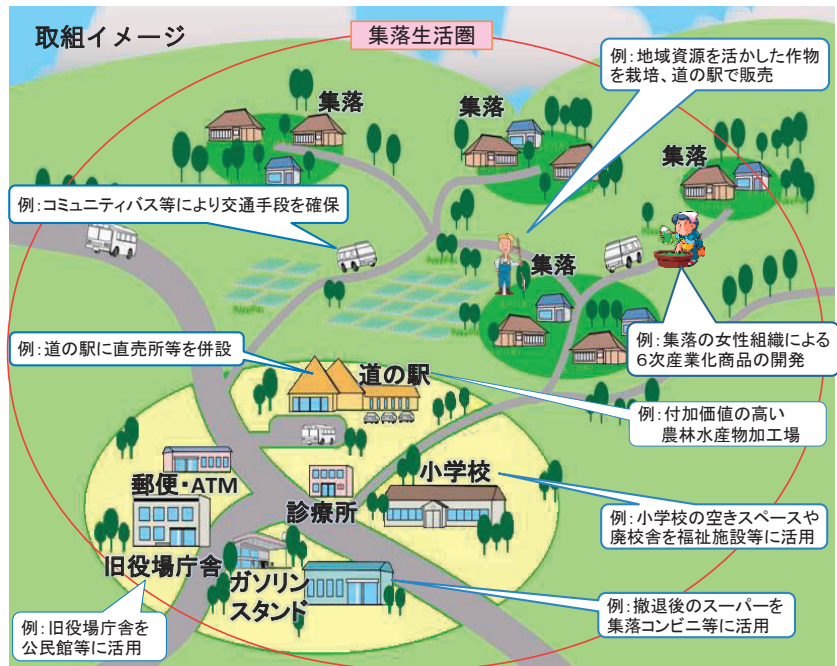 取組イメージ
集落生活圏
例:地域資源を活かした作物
を栽培、道の駅で販売
集落
集落
集落
例:コミュニティバス等により交通手段を確保
集落
例:集落の女性組織による
6次産業化商品の開発
例:道の駅に直売所等を併設
道の駅
例:付加価値の高い
農林水産物加工場
小学校
郵便・ATM
診療所
例:小学校の空きスペースや
廃校舎を福祉施設等に活用
旧役場庁舎
ガソリン
スタンド
例:撤退後のスーパーを
集落コンビニ等に活用
例:旧役場庁舎を
公民館等に活用